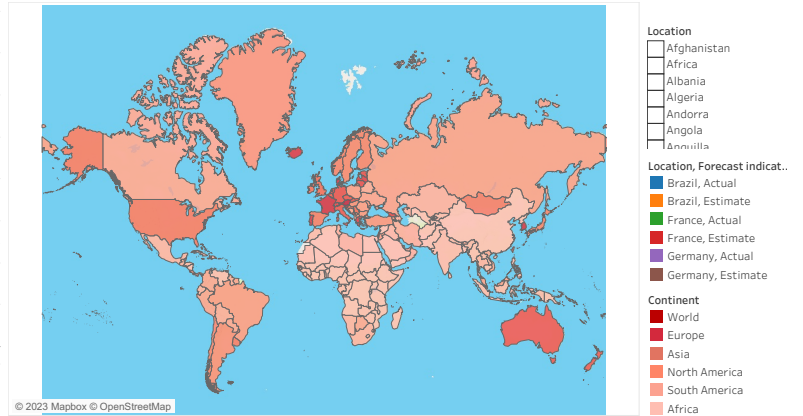 Location
Afghanistan
Africa
Albania
Algeria
Andorra
Angola
Anguilla
Location, Forecast indicat..
Brazil, Actual
Brazil, Estimate
France, Actual
France, Estimate
Germany, Actual
Germany, Estimate
Continent
World
Europe
Asia
North America
South America
Africa
© 2023 Mapbox © OpenStreetMap